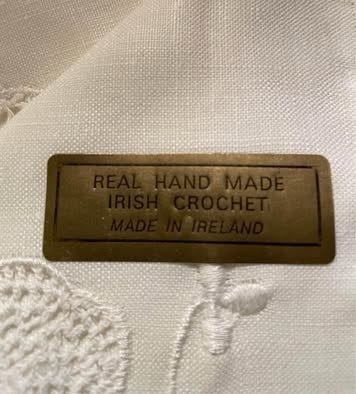 REAL HAND MADE
IRISH CROCHET
MADE IN IRELAND